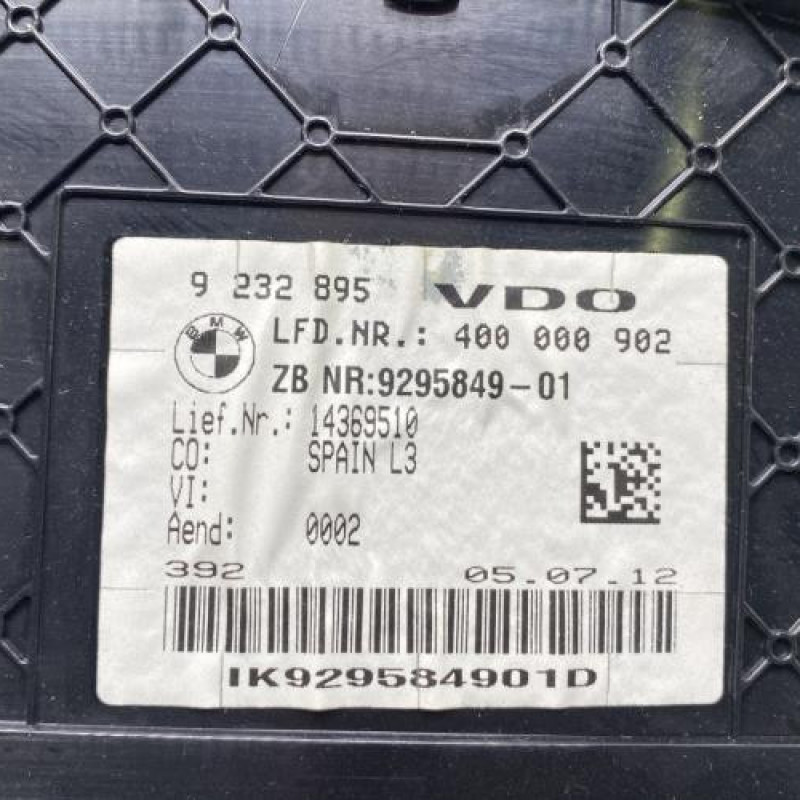 9 232 895 VDO
BMW
LFD.NR.: 400 000 902
ZB NR:9295849-01
Lief.Nr.: 14369510
CO: SPAIN L3
VI:
Aend: 0002
392 05.07.12
IK929584901D